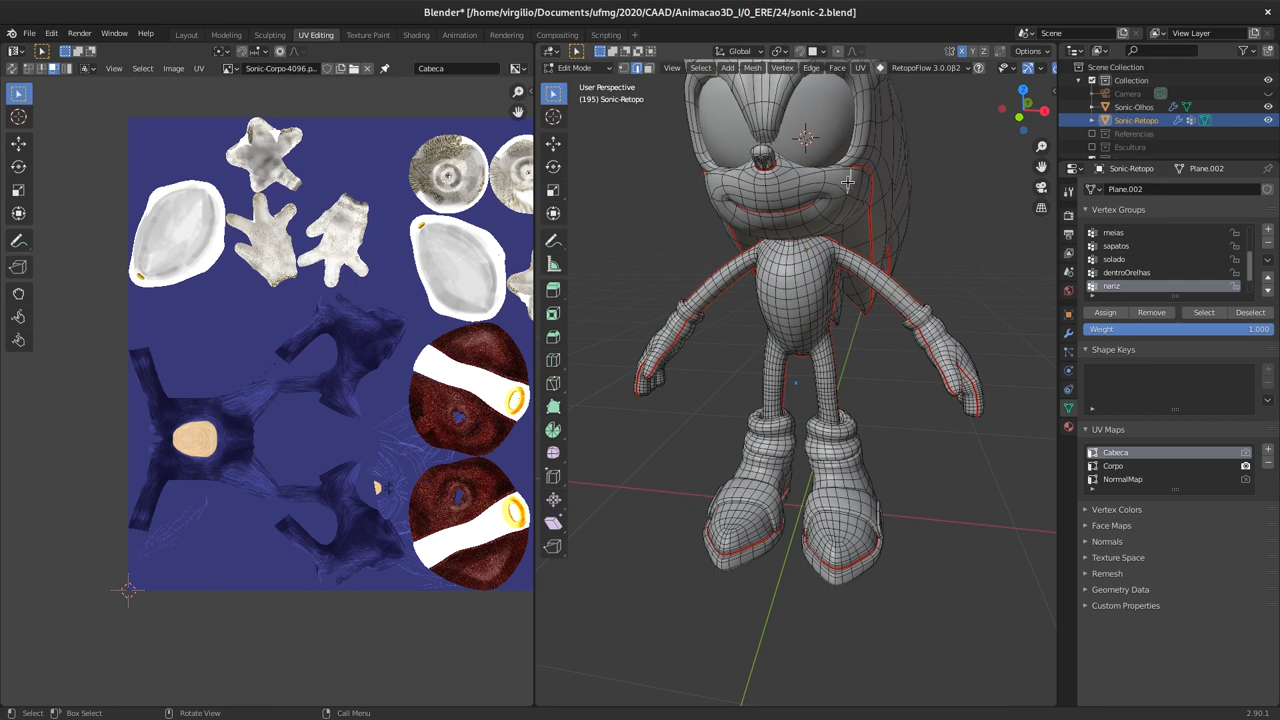 Blender* [/home/virgilio/Documents/ufmg/2020/CAAD/Animacao3D_I/0_ERE/24/sonic-2.blend]
File Edit Render Window Help Layout Modeling Sculpting UV Editing Texture Paint Shading Animation Rendering Compositing Scripting + Scene View Layer
Global Options
View Select Image UV Sonic-Corpo-4096.p... Cabeca Edit Mode View Select Add Mesh Vertex Edge Face UV RetopoFlow 3.0.0β2
User Perspective
(195) Sonic-Retopo
X Y Z
Scene Collection
Collection
Camera
Sonic-Olhos
Sonic-Retopo
Referencias
Escultura
Sonic-Retopo Plane.002
Plane.002
Vertex Groups
meias
sapatos
solado
dentroOrelhas
nariz
Assign Remove Select Deselect
Weight 1.000
Shape Keys
UV Maps
Cabeca
Corpo
NormalMap
Vertex Colors
Face Maps
Normals
Texture Space
Remesh
Geometry Data
Custom Properties
Select Box Select Rotate View Call Menu 2.90.1